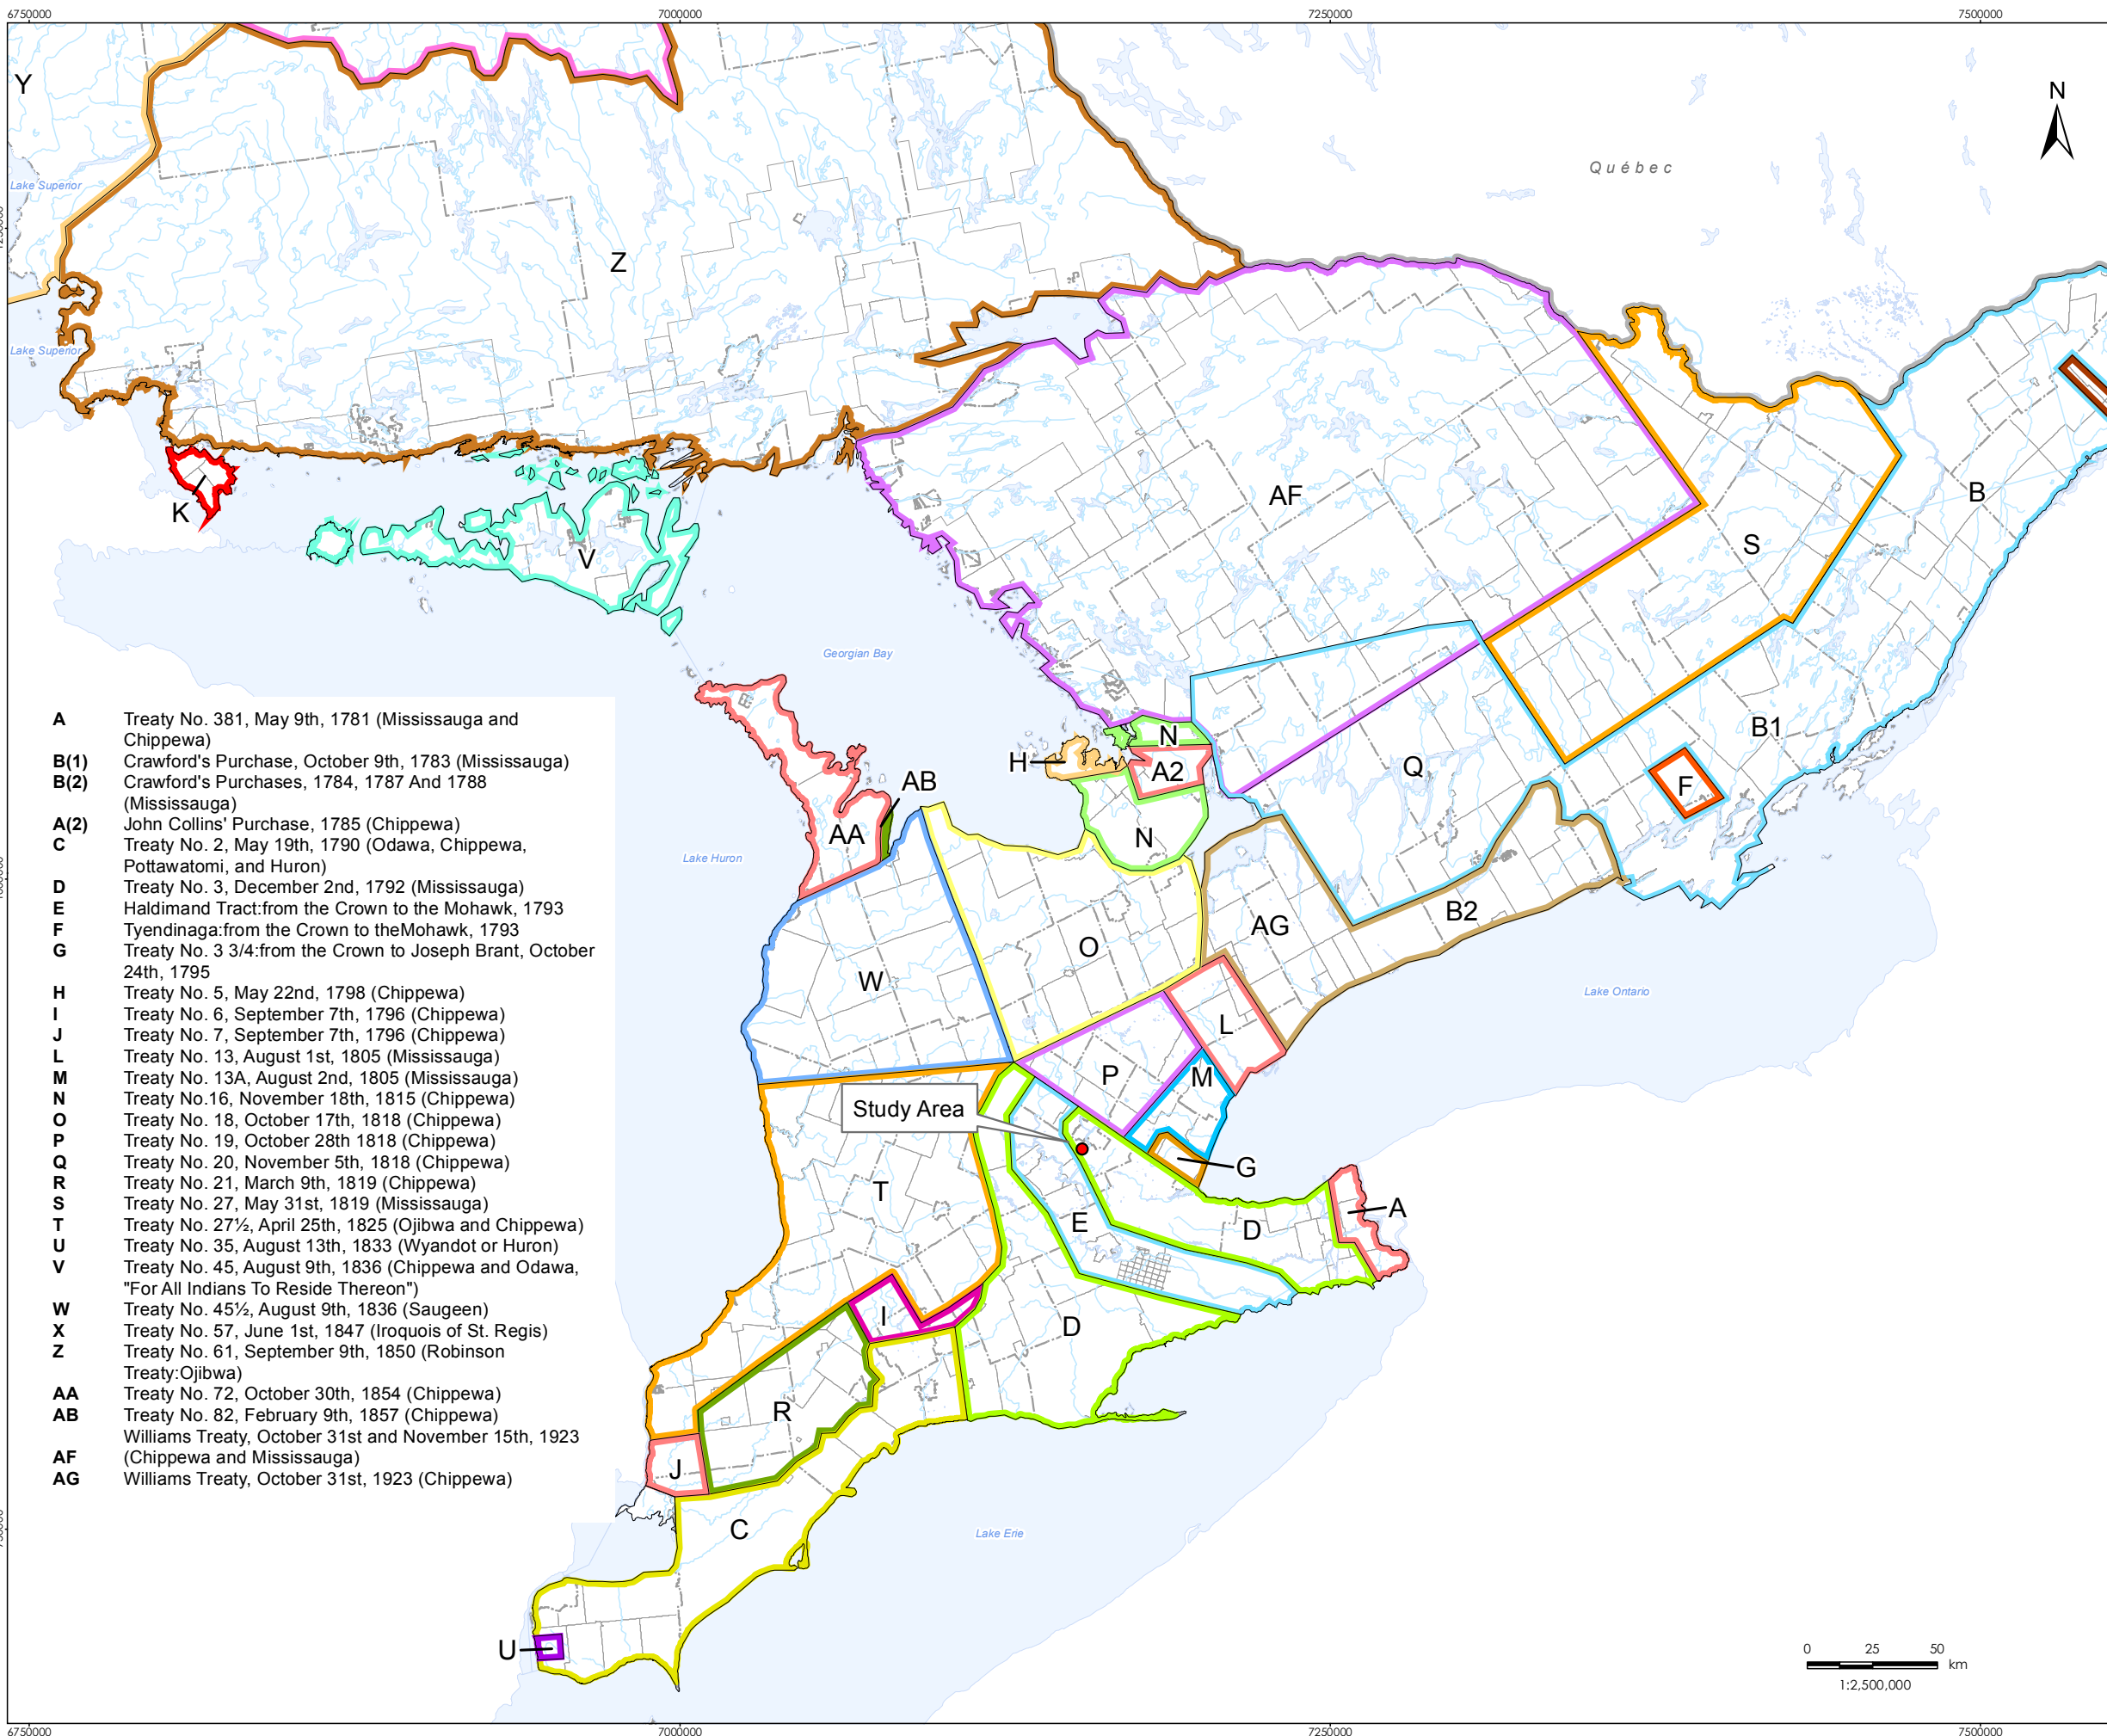 6750000
7000000
7250000
7500000
Y
N
Québec
Lake Superior
Z
Lake Superior
AF
B
K
S
V
Georgian Bay
B1
N
H
A2
Q
F
AB
AA
N
Lake Huron
B2
AG
O
W
Lake Ontario
L
P
M
Study Area
G
T
A
E
D
I
D
R
J
C
Lake Erie
U
A Treaty No. 381, May 9th, 1781 (Mississauga and
Chippewa)
B(1) Crawford's Purchase, October 9th, 1783 (Mississauga)
B(2) Crawford's Purchases, 1784, 1787 And 1788
(Mississauga)
A(2) John Collins' Purchase, 1785 (Chippewa)
C Treaty No. 2, May 19th, 1790 (Odawa, Chippewa,
Pottawatomi, and Huron)
D Treaty No. 3, December 2nd, 1792 (Mississauga)
E Haldimand Tract:from the Crown to the Mohawk, 1793
F Tyendinaga:from the Crown to theMohawk, 1793
G Treaty No. 3 3/4:from the Crown to Joseph Brant, October
24th, 1795
H Treaty No. 5, May 22nd, 1798 (Chippewa)
I Treaty No. 6, September 7th, 1796 (Chippewa)
J Treaty No. 7, September 7th, 1796 (Chippewa)
L Treaty No. 13, August 1st, 1805 (Mississauga)
M Treaty No. 13A, August 2nd, 1805 (Mississauga)
N Treaty No.16, November 18th, 1815 (Chippewa)
O Treaty No. 18, October 17th, 1818 (Chippewa)
P Treaty No. 19, October 28th 1818 (Chippewa)
Q Treaty No. 20, November 5th, 1818 (Chippewa)
R Treaty No. 21, March 9th, 1819 (Chippewa)
S Treaty No. 27, May 31st, 1819 (Mississauga)
T Treaty No. 27½, April 25th, 1825 (Ojibwa and Chippewa)
U Treaty No. 35, August 13th, 1833 (Wyandot or Huron)
V Treaty No. 45, August 9th, 1836 (Chippewa and Odawa,
"For All Indians To Reside Thereon")
W Treaty No. 45½, August 9th, 1836 (Saugeen)
X Treaty No. 57, June 1st, 1847 (Iroquois of St. Regis)
Z Treaty No. 61, September 9th, 1850 (Robinson
Treaty:Ojibwa)
AA Treaty No. 72, October 30th, 1854 (Chippewa)
AB Treaty No. 82, February 9th, 1857 (Chippewa)
Williams Treaty, October 31st and November 15th, 1923
AF (Chippewa and Mississauga)
AG Williams Treaty, October 31st, 1923 (Chippewa)
0 25 50
km
1:2,500,000
6750000
7000000
7250000
7500000